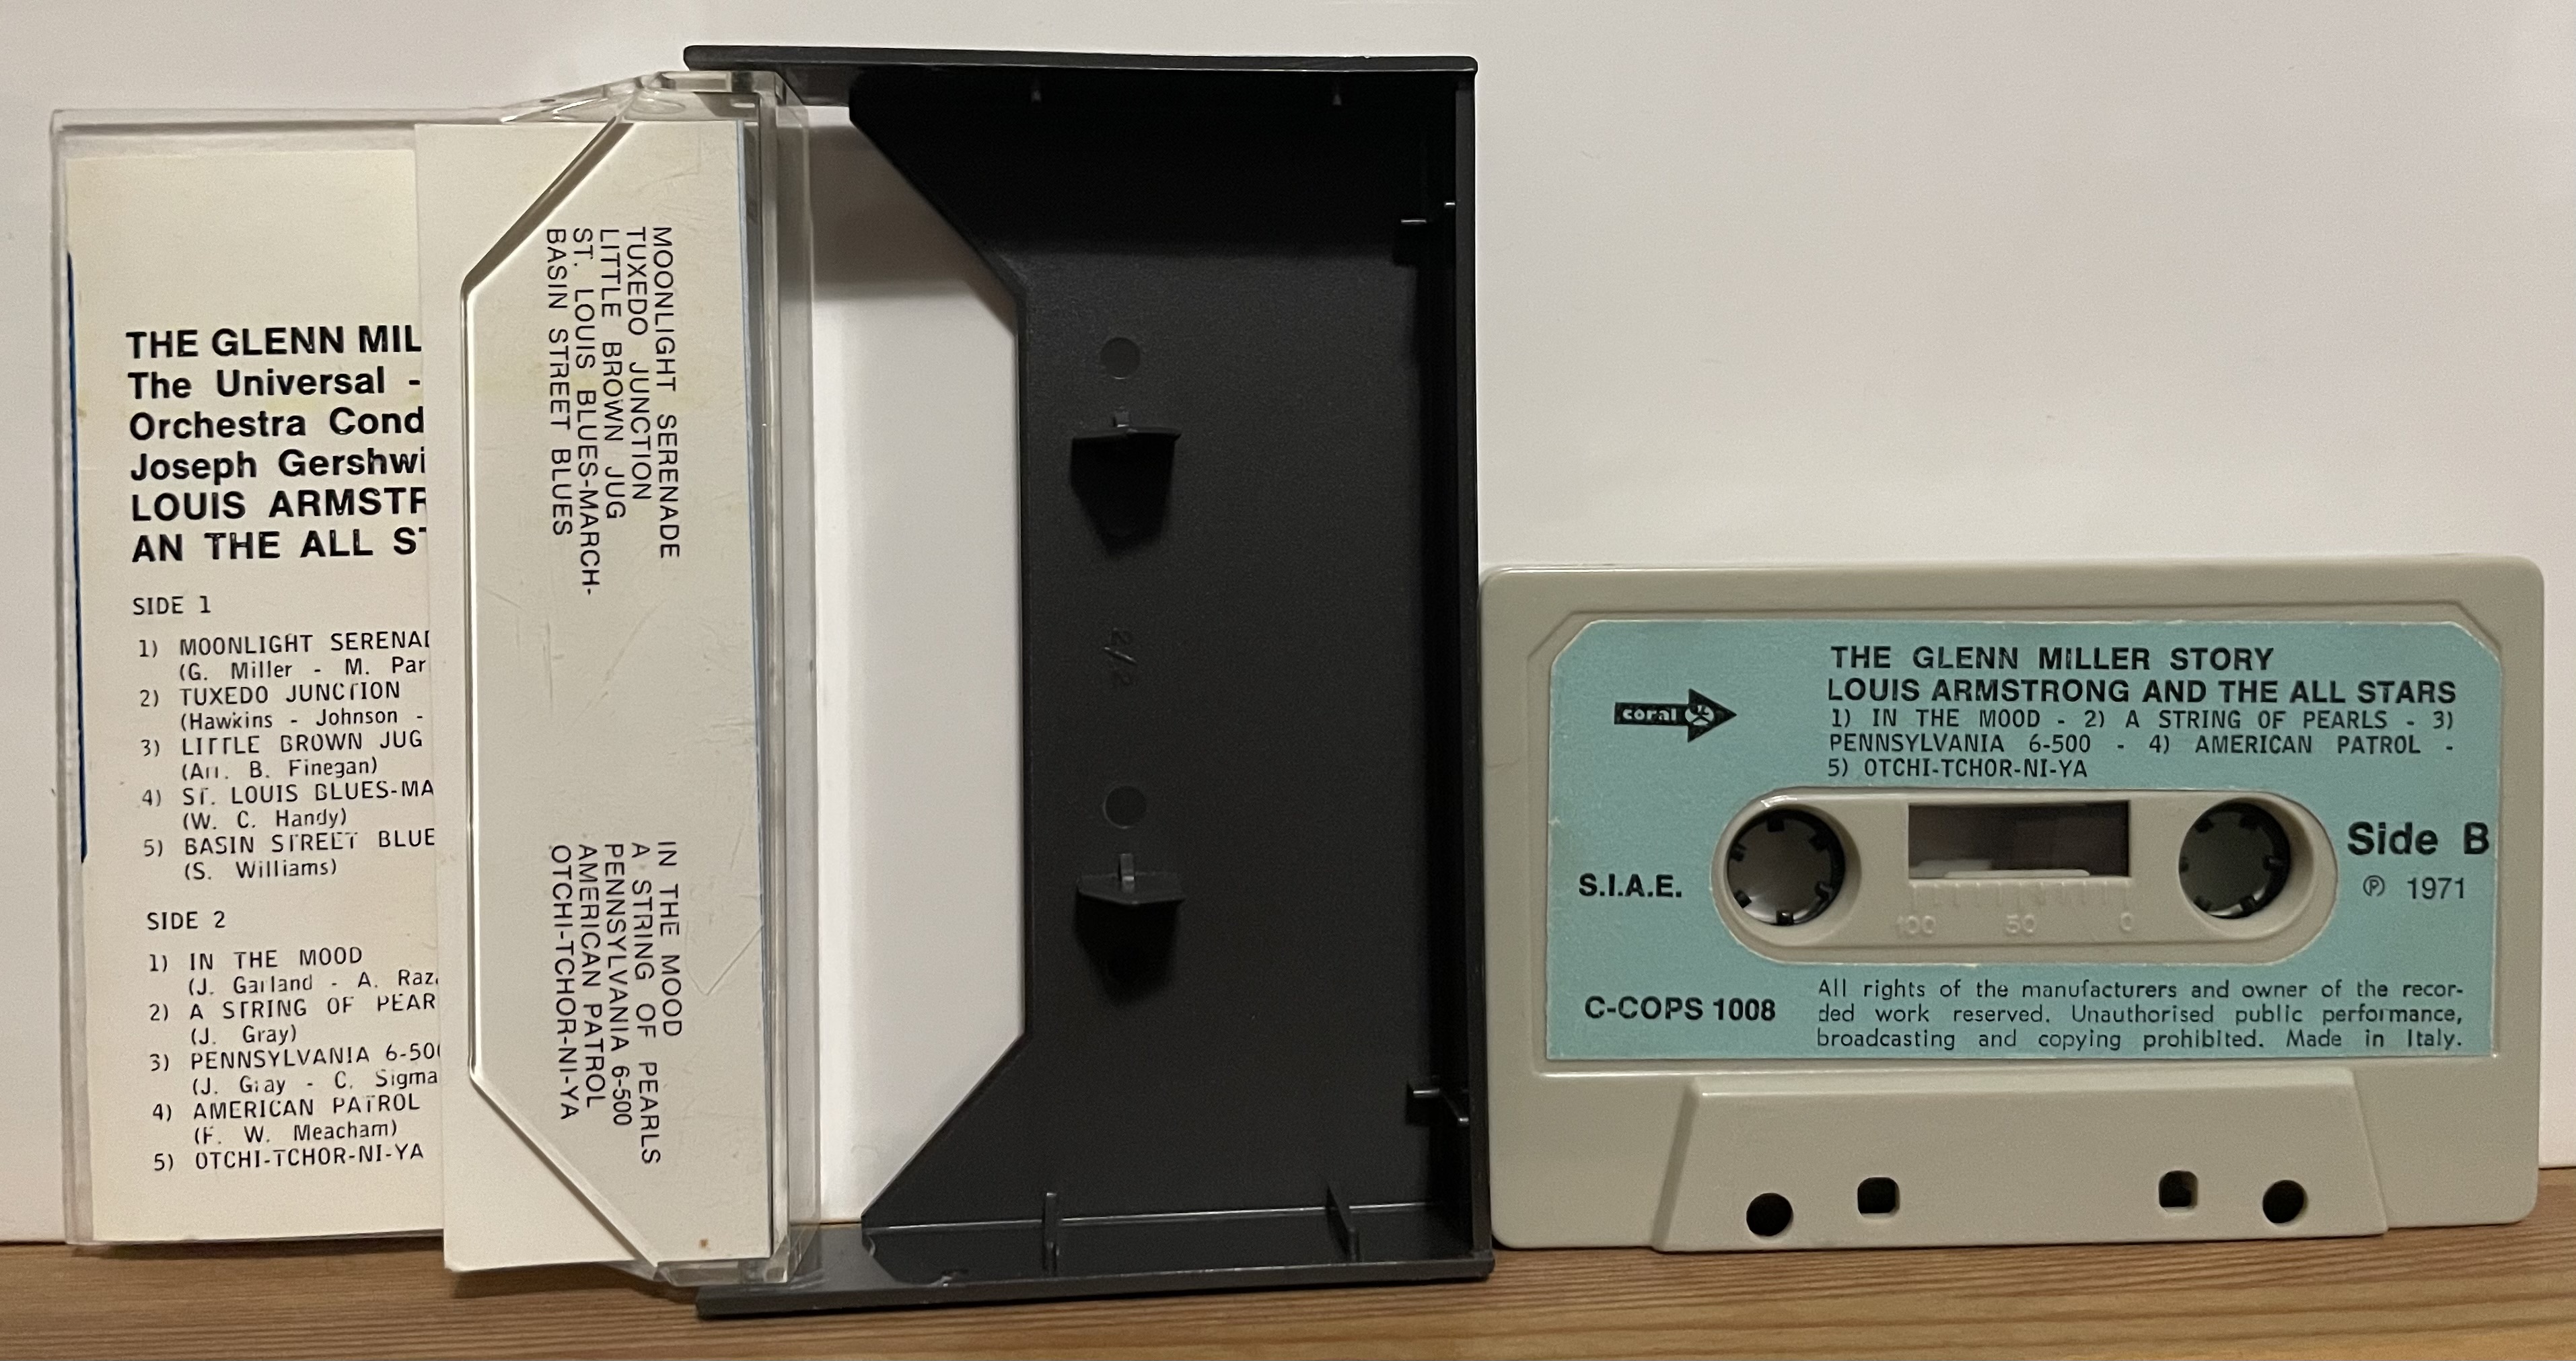 THE GLENN MIL
The Universal -
Orchestra Cond
Joseph Gershwi
LOUIS ARMSTR
AN THE ALL ST
SIDE 1
1) MOONLIGHT SERENAD
(G. Miller - M. Par
2) TUXEDO JUNCTION
(Hawkins - Johnson -
3) LITTLE BROWN JUG
(Arr. B. Finegan)
4) ST. LOUIS BLUES-MA
(W. C. Handy)
5) BASIN STREET BLUE
(S. Williams)
SIDE 2
1) IN THE MOOD
(J. Garland - A. Raz
2) A STRING OF PEAR
(J. Gray)
3) PENNSYLVANIA 6-500
(J. Gray - C. Sigma
4) AMERICAN PATROL
(F. W. Meacham)
5) OTCHI-TCHOR-NI-YA
MOONLIGHT SERENADE
TUXEDO JUNCTION
LITTLE BROWN JUG
ST. LOUIS BLUES-MARCH-
BASIN STREET BLUES
IN THE MOOD
A STRING OF PEARLS
PENNSYLVANIA 6-500
AMERICAN PATROL
OTCHI-TCHOR-NI-YA
2/2
coral
THE GLENN MILLER STORY
LOUIS ARMSTRONG AND THE ALL STARS
1) IN THE MOOD - 2) A STRING OF PEARLS - 3)
PENNSYLVANIA 6-500 - 4) AMERICAN PATROL -
5) OTCHI-TCHOR-NI-YA
Side B
S.I.A.E.
Ⓟ 1971
100 50 0
C-COPS 1008
All rights of the manufacturers and owner of the recor-
ded work reserved. Unauthorised public performance,
broadcasting and copying prohibited. Made in Italy.